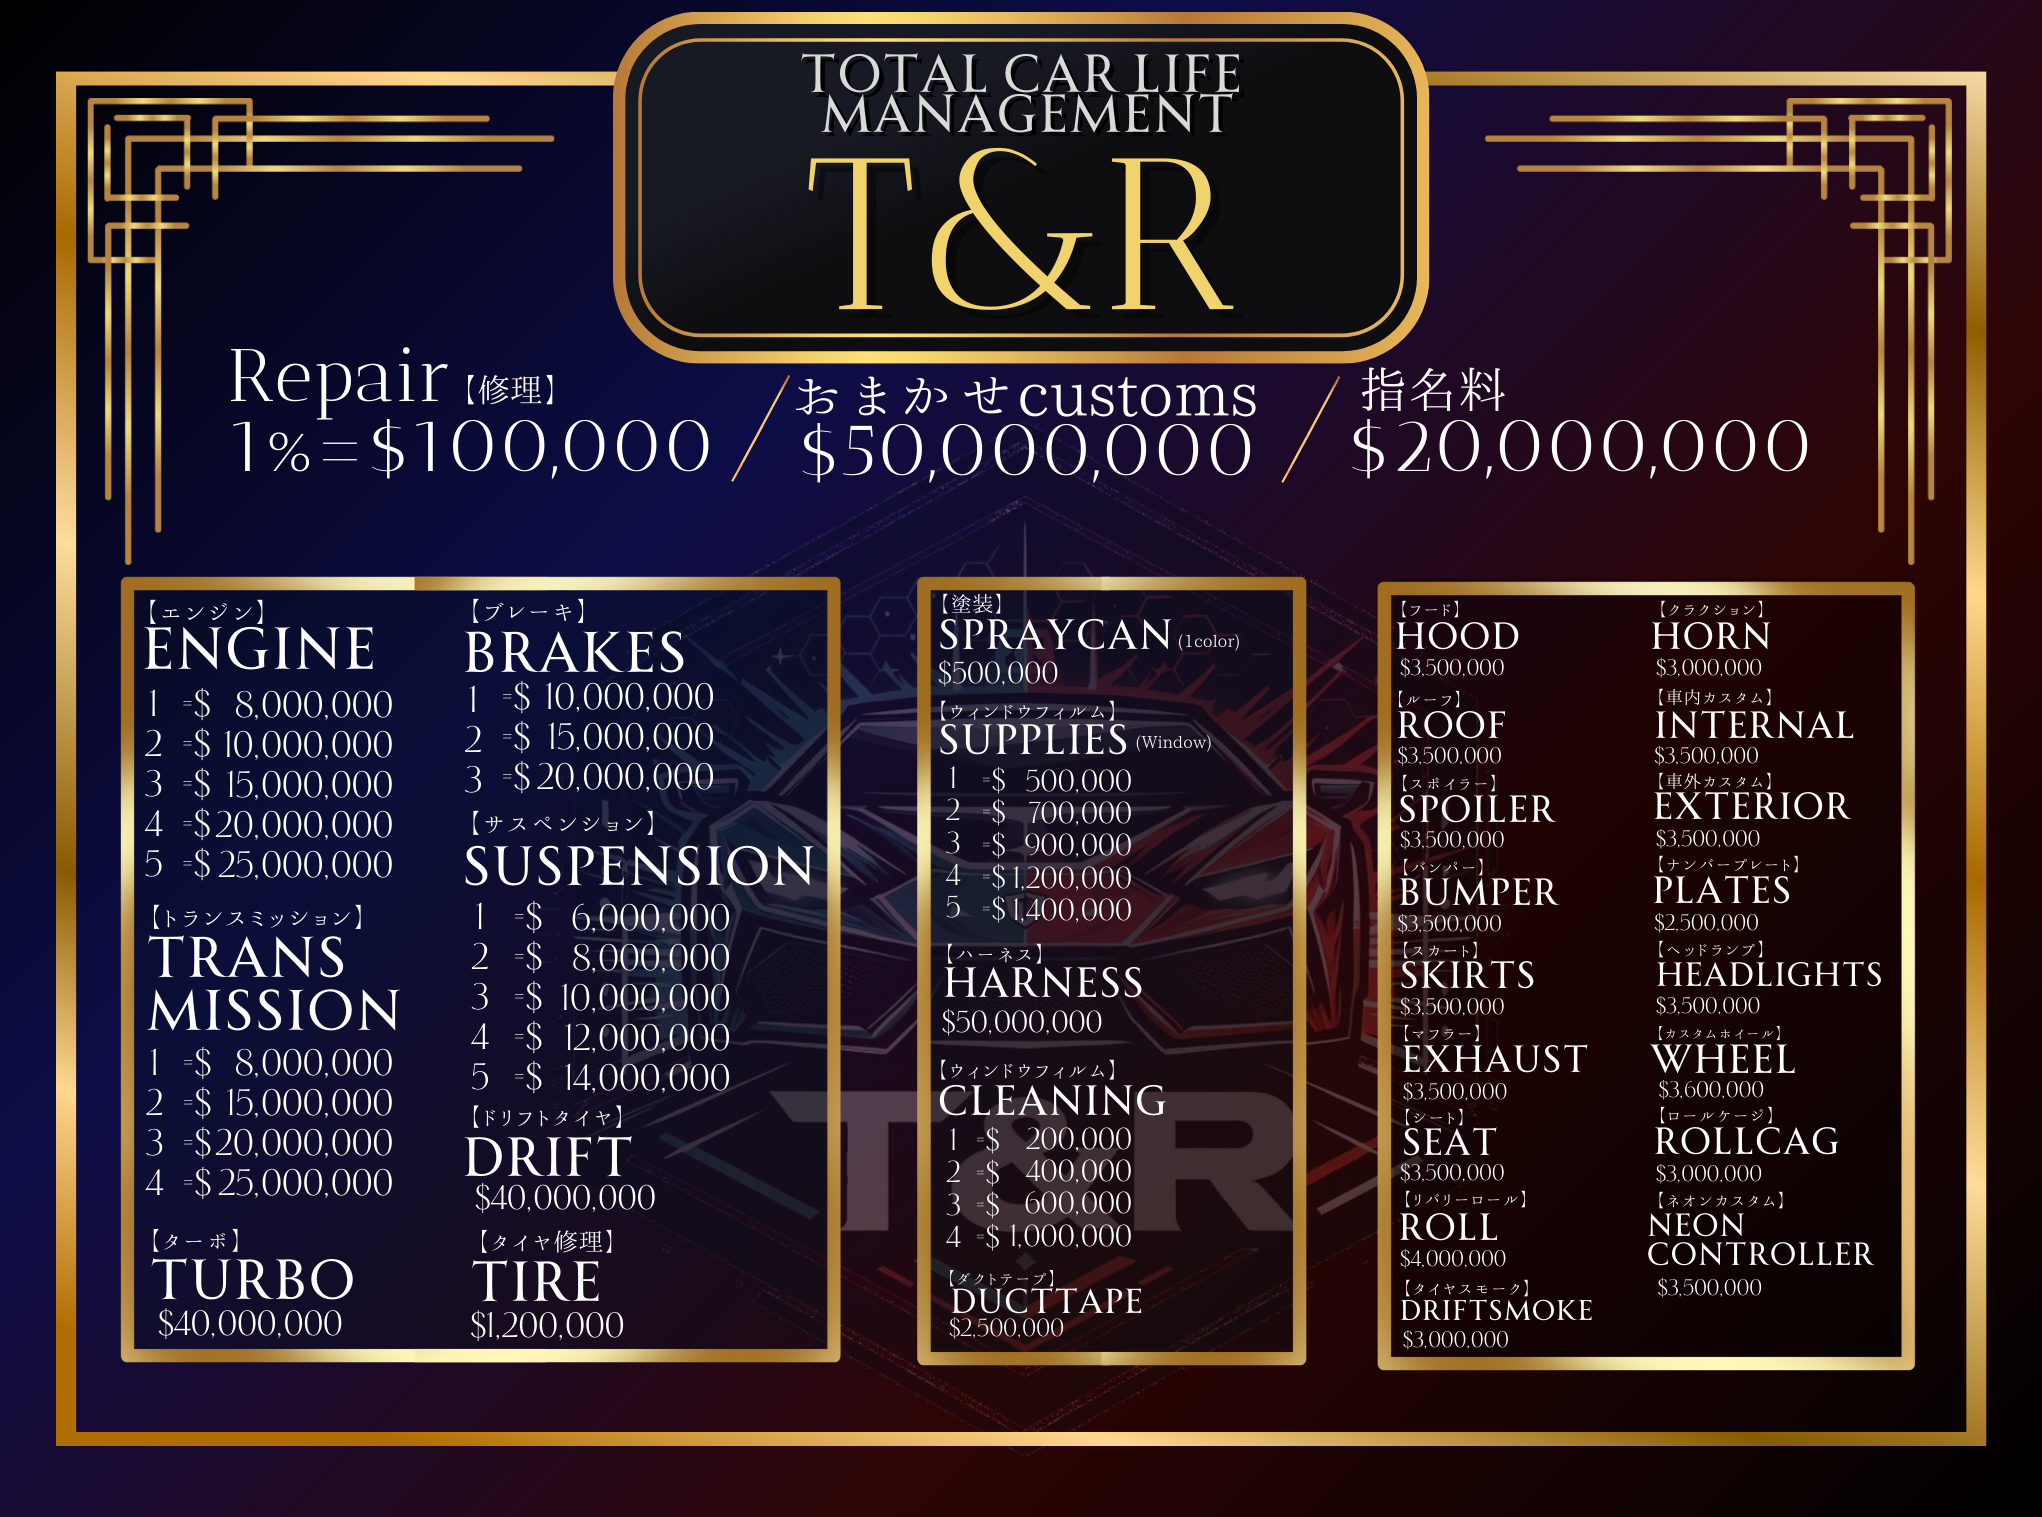 TOTAL CAR LIFE
MANAGEMENT
T&R
Repair【修理】
1%=$100,000
おまかせcustoms
$50,000,000
指名料
$20,000,000
【エンジン】
ENGINE
1 =$ 8,000,000
2 =$ 10,000,000
3 =$ 15,000,000
4 =$20,000,000
5 =$25,000,000
【トランスミッション】
TRANS
MISSION
1 =$ 8,000,000
2 =$ 15,000,000
3 =$20,000,000
4 =$25,000,000
【ターボ】
TURBO
$40,000,000
【ブレーキ】
BRAKES
1 =$ 10,000,000
2 =$ 15,000,000
3 =$20,000,000
【サスペンション】
SUSPENSION
1 =$ 6,000,000
2 =$ 8,000,000
3 =$ 10,000,000
4 =$ 12,000,000
5 =$ 14,000,000
【ドリフトタイヤ】
DRIFT
$40,000,000
【タイヤ修理】
TIRE
$1,200,000
【塗装】
SPRAYCAN (1color)
$500,000
【ウィンドウフィルム】
SUPPLIES (Window)
1 =$ 500,000
2 =$ 700,000
3 =$ 900,000
4 =$1,200,000
5 =$1,400,000
【ハーネス】
HARNESS
$50,000,000
【ウィンドウフィルム】
CLEANING
1 =$ 200,000
2 =$ 400,000
3 =$ 600,000
4 =$ 1,000,000
【ダクトテープ】
DUCTTAPE
$2,500,000
T&R
【フード】
HOOD
$3,500,000
【ルーフ】
ROOF
$3,500,000
【スポイラー】
SPOILER
$3,500,000
【バンパー】
BUMPER
$3,500,000
【スカート】
SKIRTS
$3,500,000
【マフラー】
EXHAUST
$3,500,000
【シート】
SEAT
$3,500,000
【リバリーロール】
ROLL
$4,000,000
【タイヤスモーク】
DRIFTSMOKE
$3,000,000
【クラクション】
HORN
$3,000,000
【車内カスタム】
INTERNAL
$3,500,000
【車外カスタム】
EXTERIOR
$3,500,000
【ナンバープレート】
PLATES
$2,500,000
【ヘッドランプ】
HEADLIGHTS
$3,500,000
【カスタムホイール】
WHEEL
$3,600,000
【ロールケージ】
ROLLCAG
$3,000,000
【ネオンカスタム】
NEON
CONTROLLER
$3,500,000